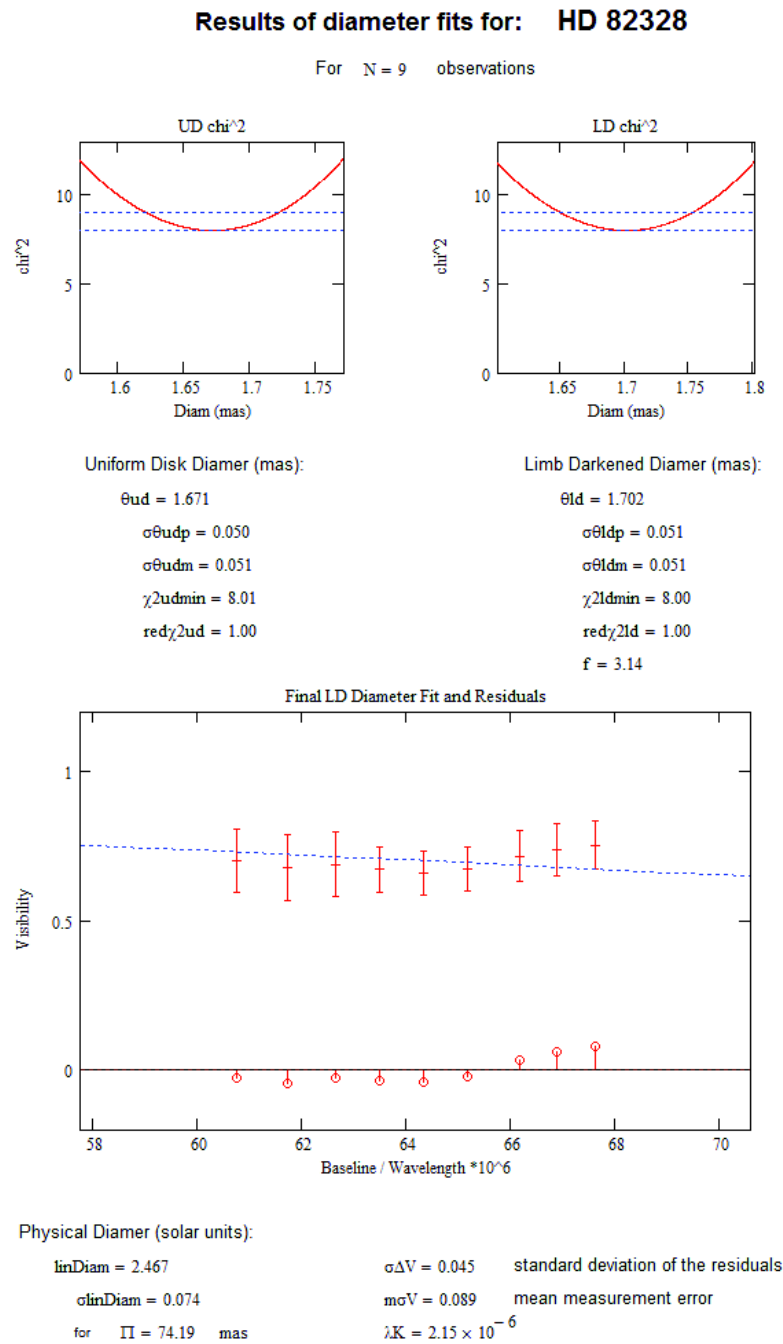 Results of diameter fits for: HD 82328
For N = 9 observations
UD chi^2
chi^2
10
5
0
1.6 1.65 1.7 1.75
Diam (mas)
LD chi^2
chi^2
10
5
0
1.65 1.7 1.75 1.8
Diam (mas)
Uniform Disk Diamer (mas):
θud = 1.671
σθudp = 0.050
σθudm = 0.051
χ2udmin = 8.01
redχ2ud = 1.00
Limb Darkened Diamer (mas):
θld = 1.702
σθldp = 0.051
σθldm = 0.051
χ2ldmin = 8.00
redχ2ld = 1.00
f = 3.14
Final LD Diameter Fit and Residuals
Visibility
1
0.5
0
58 60 62 64 66 68 70
Baseline / Wavelength *10^6
Physical Diamer (solar units):
linDiam = 2.467
σlinDiam = 0.074
for Π = 74.19 mas
σΔV = 0.045 standard deviation of the residuals
mσV = 0.089 mean measurement error
λK = 2.15 × 10^-6